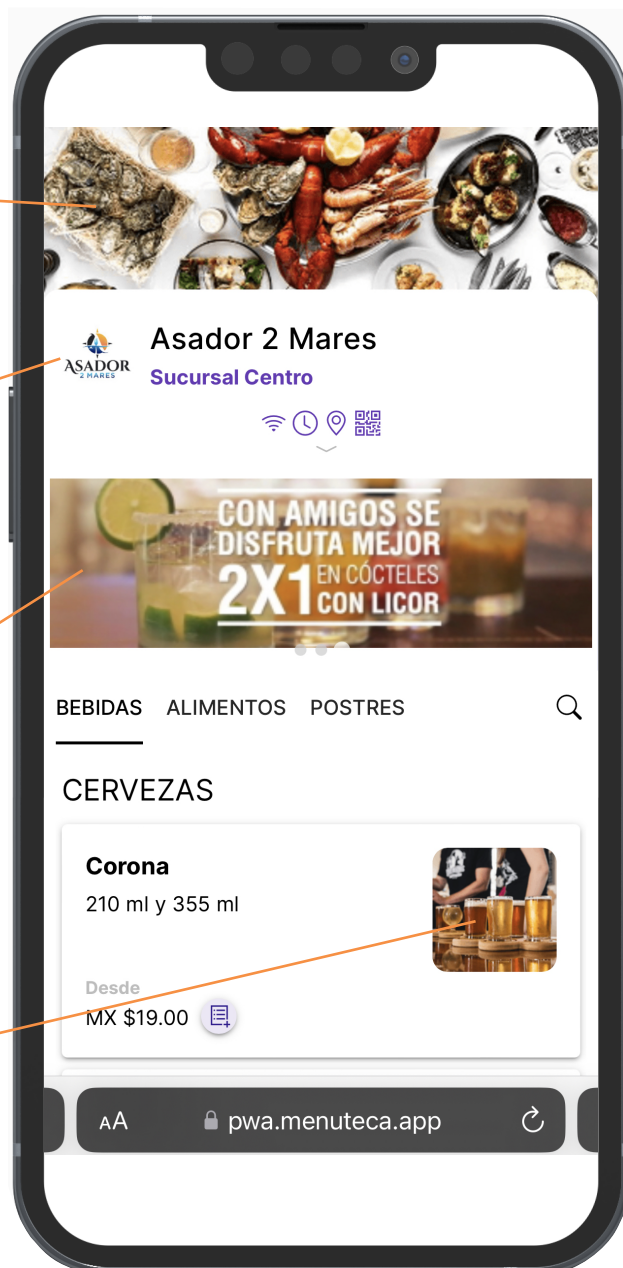 Asador 2 Mares
ASADOR
2 MARES
Sucursal Centro
CON AMIGOS SE
DISFRUTA MEJOR
2X1 EN CÓCTELES
CON LICOR
BEBIDAS ALIMENTOS POSTRES
CERVEZAS
Corona
210 ml y 355 ml
Desde
MX $19.00
AA pwa.menuteca.app